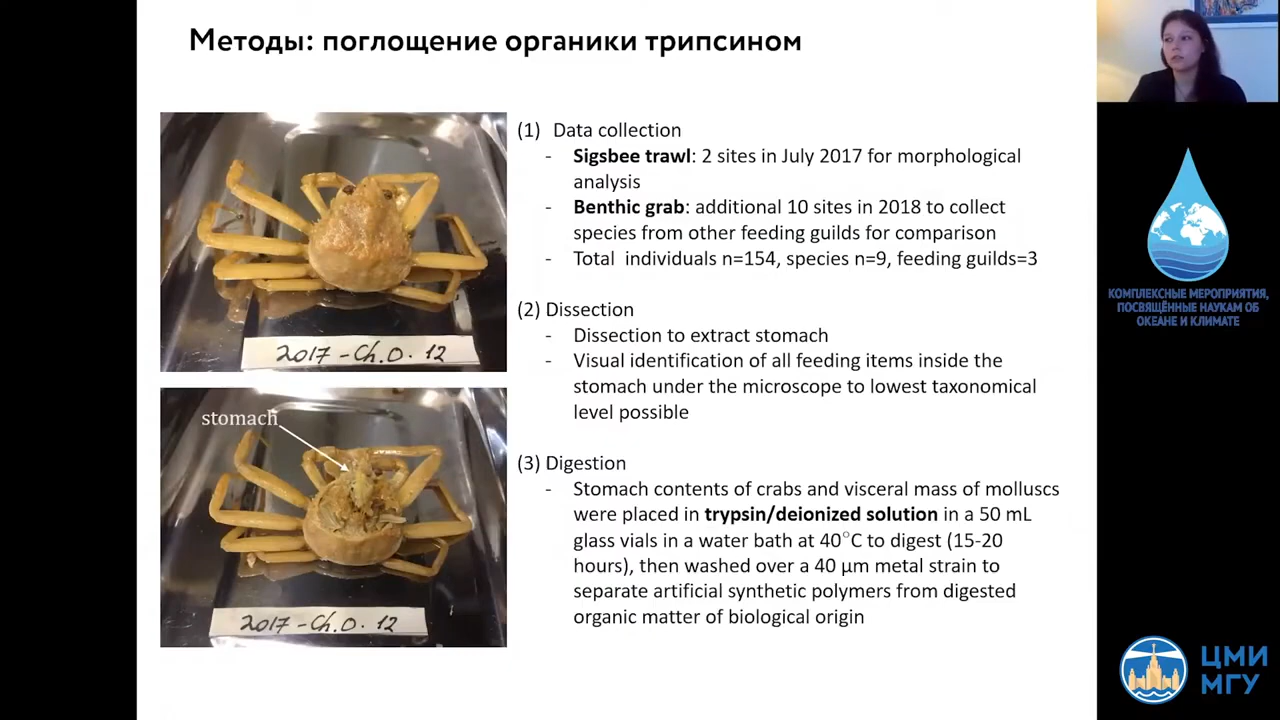 Методы: поглощение органики трипсином
(1) Data collection
- Sigsbee trawl: 2 sites in July 2017 for morphological
analysis
- Benthic grab: additional 10 sites in 2018 to collect
species from other feeding guilds for comparison
- Total individuals n=154, species n=9, feeding guilds=3
(2) Dissection
- Dissection to extract stomach
- Visual identification of all feeding items inside the
stomach under the microscope to lowest taxonomical
level possible
(3) Digestion
- Stomach contents of crabs and visceral mass of molluscs
were placed in trypsin/deionized solution in a 50 mL
glass vials in a water bath at 40°C to digest (15-20
hours), then washed over a 40 µm metal strain to
separate artificial synthetic polymers from digested
organic matter of biological origin
2017-Ch.O. 12
stomach
2017-Ch.O. 12
КОМПЛЕКСНЫЕ МЕРОПРИЯТИЯ,
ПОСВЯЩЁННЫЕ НАУКАМ ОБ
ОКЕАНЕ И КЛИМАТЕ
ЦМИ
МГУ